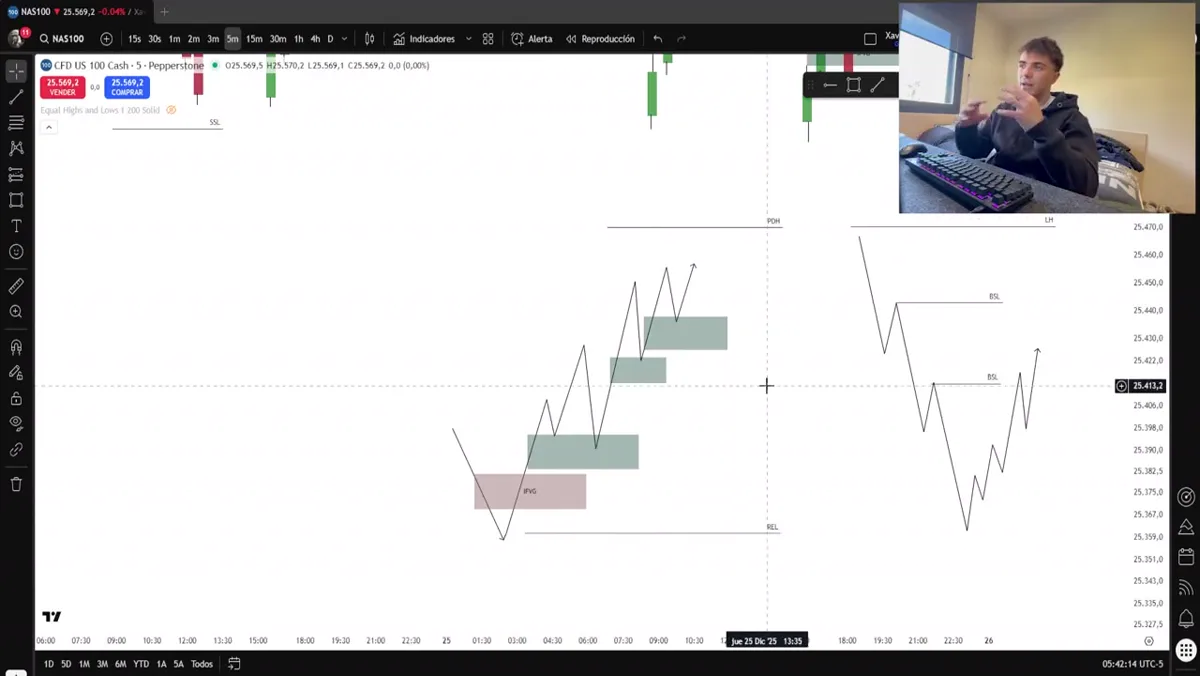 NAS100 25.569,2 -0.04% / Xa
11 NAS100 15s 30s 1m 2m 3m 5m 15m 30m 1h 4h D Indicadores Alerta Reproducción Xav
CFD US 100 Cash · 5 · Pepperstone O25.569,5 H25.570,2 L25.569,1 C25.569,2 0,0 (0,00%)
25.569,2 VENDER 0,0 25.569,2 COMPRAR
Equal Highs and Lows 1 200 Solid
SSL
PDH
LH
BSL
BSL
IFVG
REL
25.470,0
25.460,0
25.450,0
25.440,0
25.430,0
25.422,0
25.413,2
25.406,0
25.398,0
25.390,0
25.382,5
25.375,0
25.367,0
25.359,0
25.351,0
25.343,0
25.335,0
25.327,5
06:00 07:30 09:00 10:30 12:00 13:30 15:00 18:00 19:30 21:00 22:30 25 01:30 03:00 04:30 06:00 07:30 09:00 10:30 Jue 25 Dic '25 13:35 18:00 19:30 21:00 22:30 26
1D 5D 1M 3M 6M YTD 1A 5A Todos 05:42:14 UTC-5